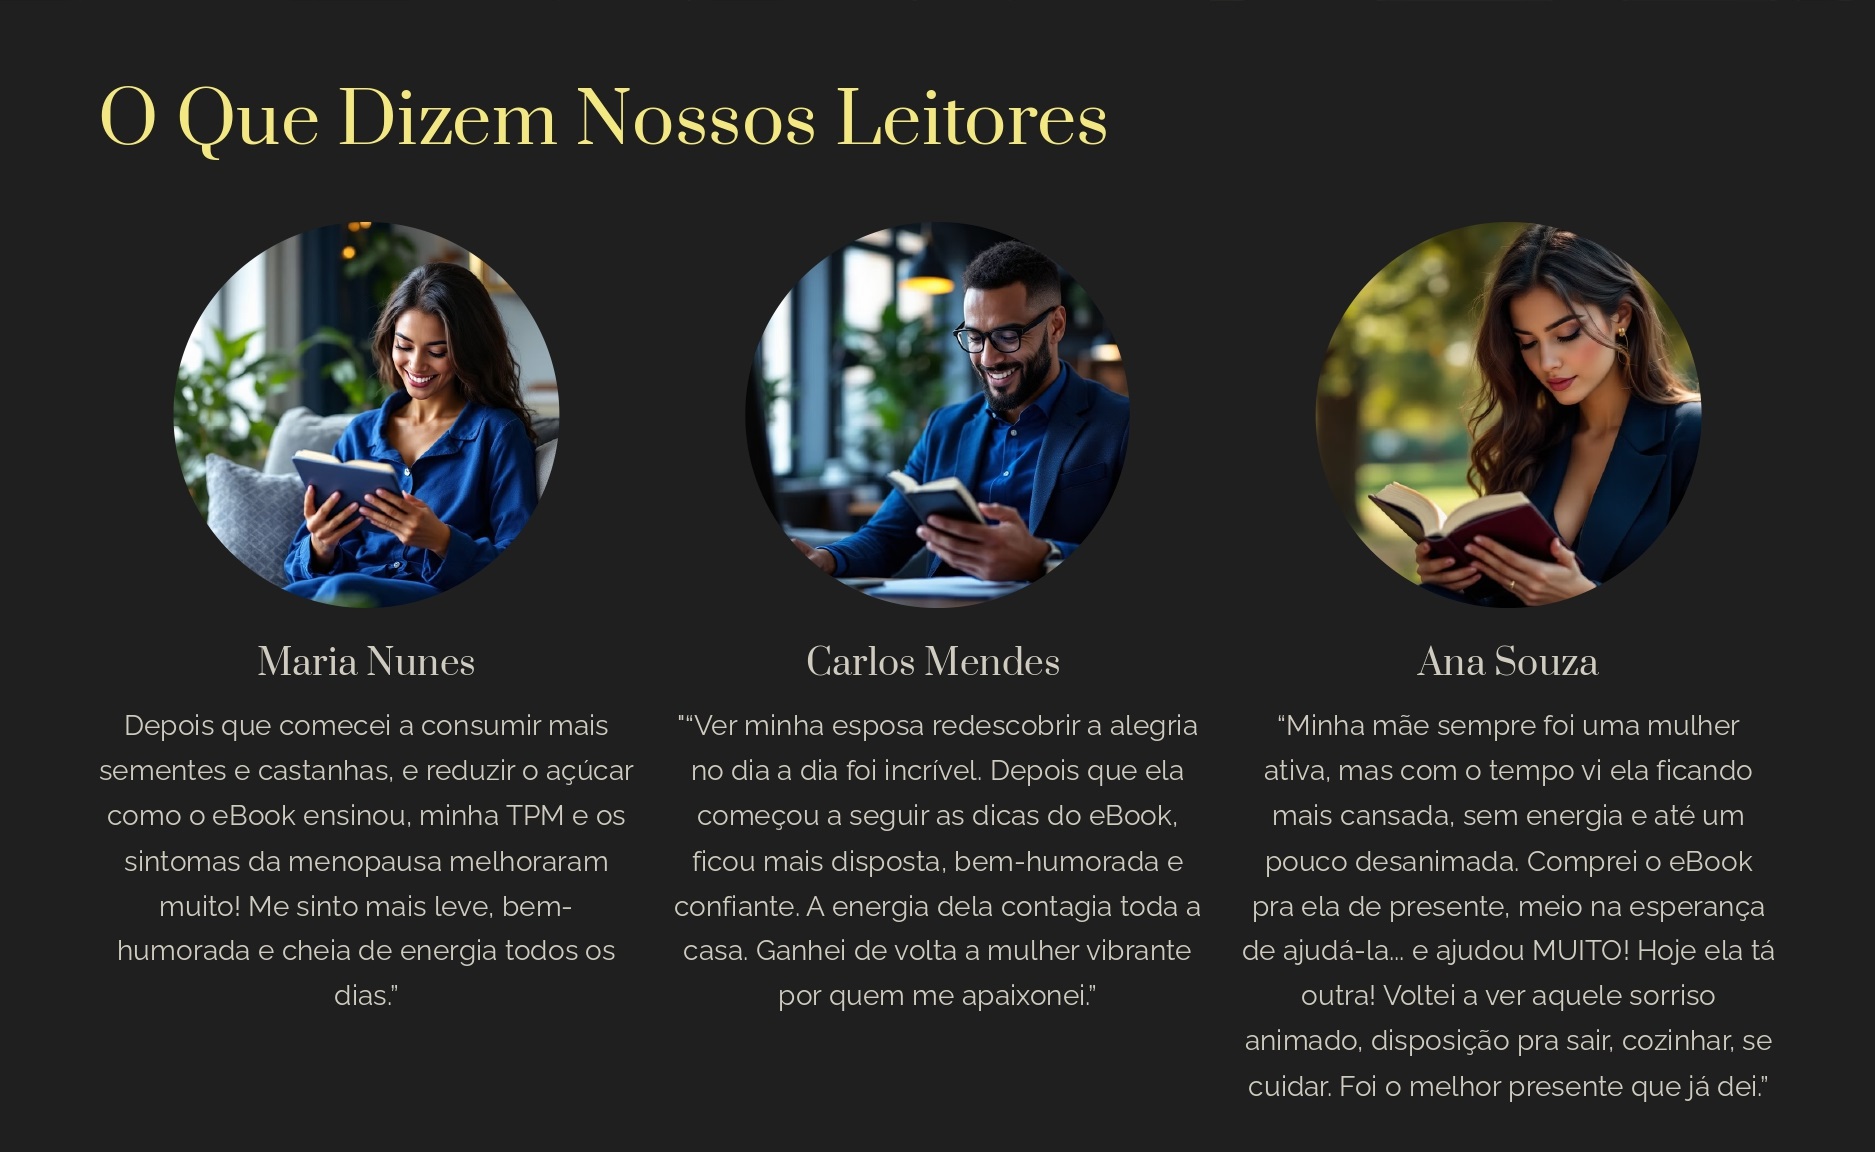 O Que Dizem Nossos Leitores
Maria Nunes
Depois que comecei a consumir mais
sementes e castanhas, e reduzir o açúcar
como o eBook ensinou, minha TPM e os
sintomas da menopausa melhoraram
muito! Me sinto mais leve, bem-
humorada e cheia de energia todos os
dias.”
Carlos Mendes
"“Ver minha esposa redescobrir a alegria
no dia a dia foi incrível. Depois que ela
começou a seguir as dicas do eBook,
ficou mais disposta, bem-humorada e
confiante. A energia dela contagia toda a
casa. Ganhei de volta a mulher vibrante
por quem me apaixonei.”
Ana Souza
“Minha mãe sempre foi uma mulher
ativa, mas com o tempo vi ela ficando
mais cansada, sem energia e até um
pouco desanimada. Comprei o eBook
pra ela de presente, meio na esperança
de ajudá-la... e ajudou MUITO! Hoje ela tá
outra! Voltei a ver aquele sorriso
animado, disposição pra sair, cozinhar, se
cuidar. Foi o melhor presente que já dei.”